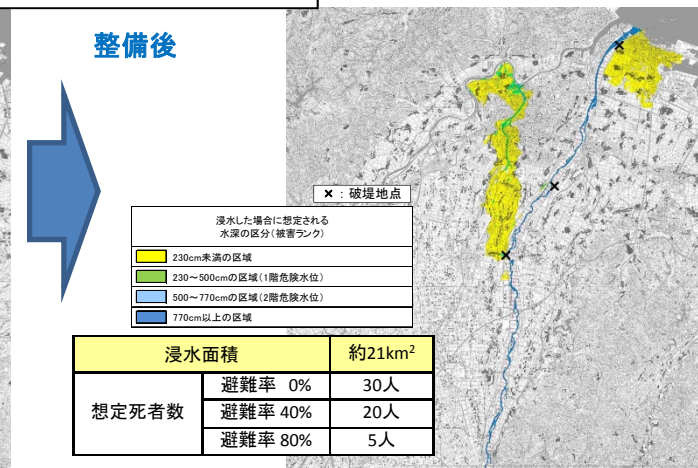 整備後
×：破堤地点
浸水した場合に想定される
水深の区分（被害ランク）
230cm未満の区域
230～500cmの区域（1階危険水位）
500～770cmの区域（2階危険水位）
770cm以上の区域
浸水面積 約21km²
想定死者数 避難率 0% 30人
避難率 40% 20人
避難率 80% 5人